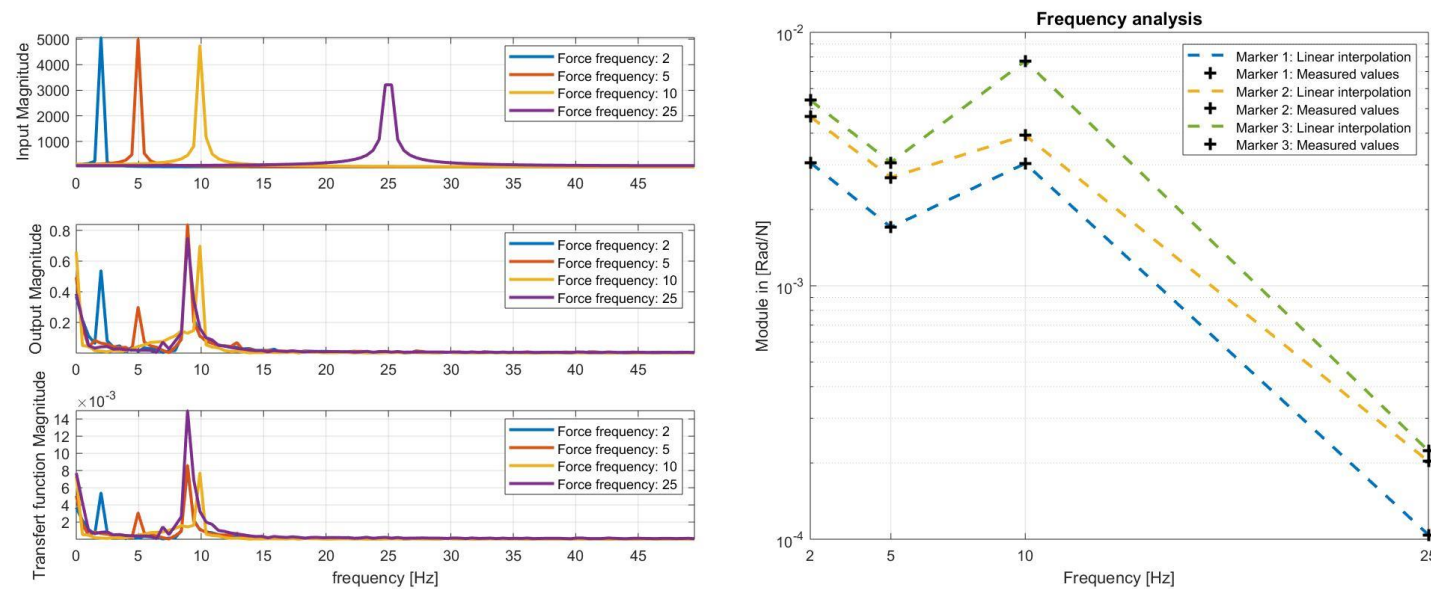 Input Magnitude
5000
4000
3000
2000
1000
Force frequency: 2
Force frequency: 5
Force frequency: 10
Force frequency: 25
0 5 10 15 20 25 30 35 40 45
Output Magnitude
0.8
0.6
0.4
0.2
Force frequency: 2
Force frequency: 5
Force frequency: 10
Force frequency: 25
0 5 10 15 20 25 30 35 40 45
Transfert function Magnitude
×10-3
14
12
10
8
6
4
2
Force frequency: 2
Force frequency: 5
Force frequency: 10
Force frequency: 25
0 5 10 15 20 25 30 35 40 45
frequency [Hz]
Frequency analysis
Module in [Rad/N]
10-2
10-3
10-4
Marker 1: Linear interpolation
Marker 1: Measured values
Marker 2: Linear interpolation
Marker 2: Measured values
Marker 3: Linear interpolation
Marker 3: Measured values
2 5 10 25
Frequency [Hz]